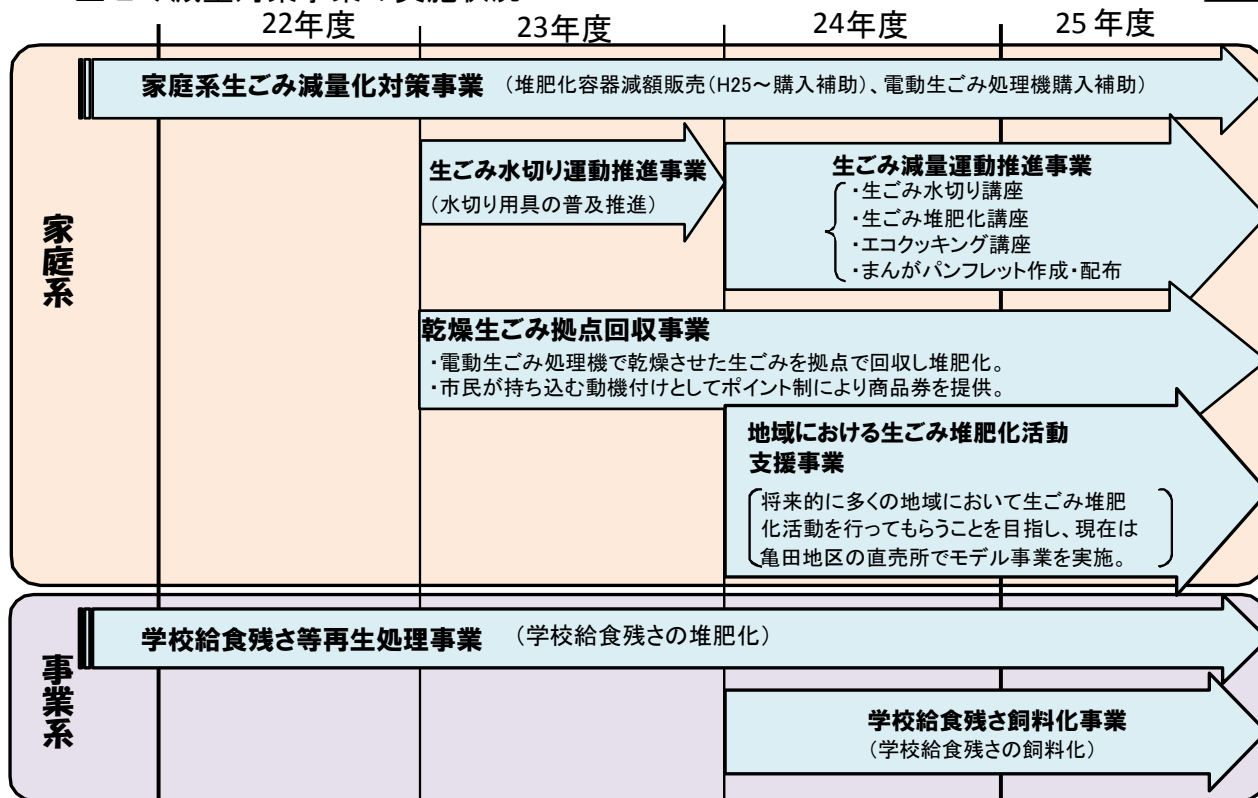 22年度
23年度
24年度
25年度
家庭系
家庭系生ごみ減量化対策事業 (堆肥化容器減額販売(H25～購入補助)、電動生ごみ処理機購入補助)
生ごみ水切り運動推進事業
(水切り用具の普及推進)
生ごみ減量運動推進事業
・生ごみ水切り講座
・生ごみ堆肥化講座
・エコクッキング講座
・まんがパンフレット作成・配布
乾燥生ごみ拠点回収事業
・電動生ごみ処理機で乾燥させた生ごみを拠点で回収し堆肥化。
・市民が持ち込む動機付けとしてポイント制により商品券を提供。
地域における生ごみ堆肥化活動
支援事業
将来的に多くの地域において生ごみ堆肥
化活動を行ってもらうことを目指し、現在は
亀田地区の直売所でモデル事業を実施。
事業系
学校給食残さ等再生処理事業 (学校給食残さの堆肥化)
学校給食残さ飼料化事業
(学校給食残さの飼料化)